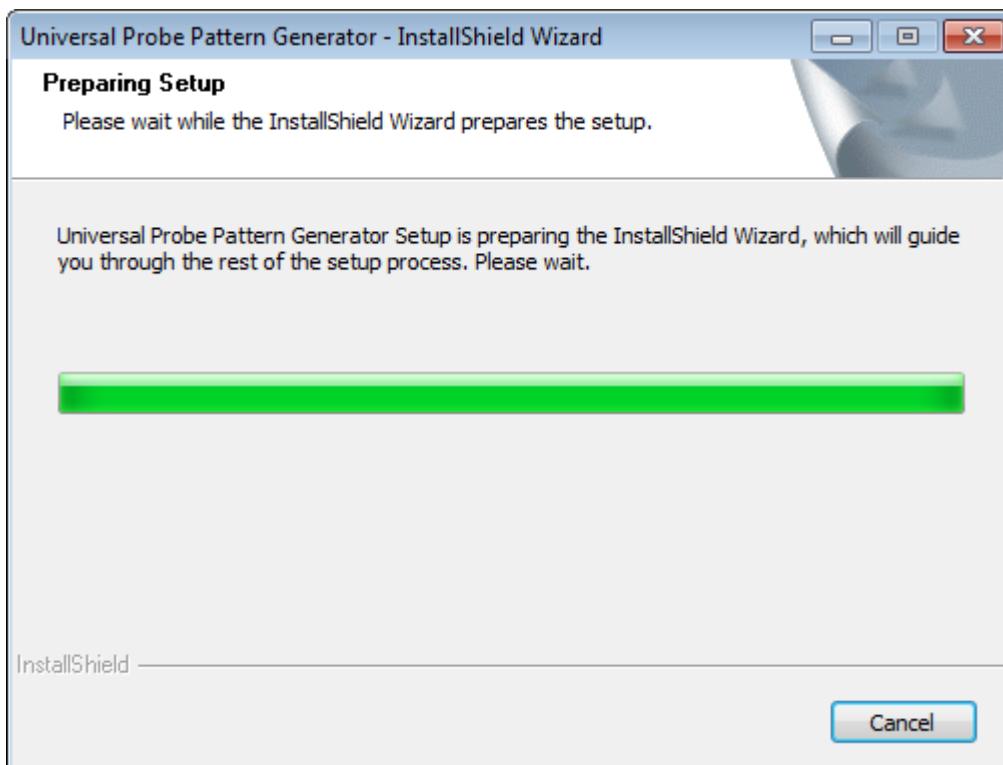 Universal Probe Pattern Generator - InstallShield Wizard
Preparing Setup
Please wait while the InstallShield Wizard prepares the setup.
Universal Probe Pattern Generator Setup is preparing the InstallShield Wizard, which will guide
you through the rest of the setup process. Please wait.
InstallShield
Cancel